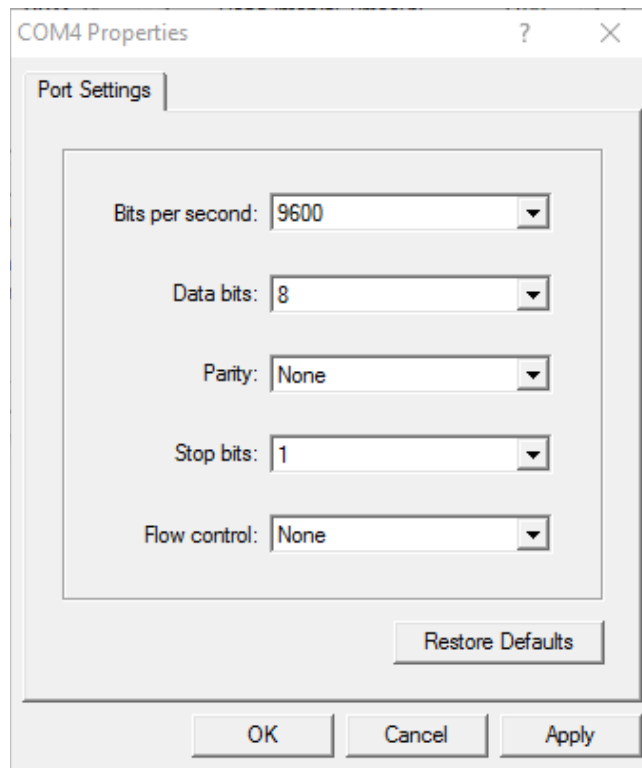 COM4 Properties ?
Port Settings
Bits per second: 9600
Data bits: 8
Parity: None
Stop bits: 1
Flow control: None
Restore Defaults
OK Cancel Apply